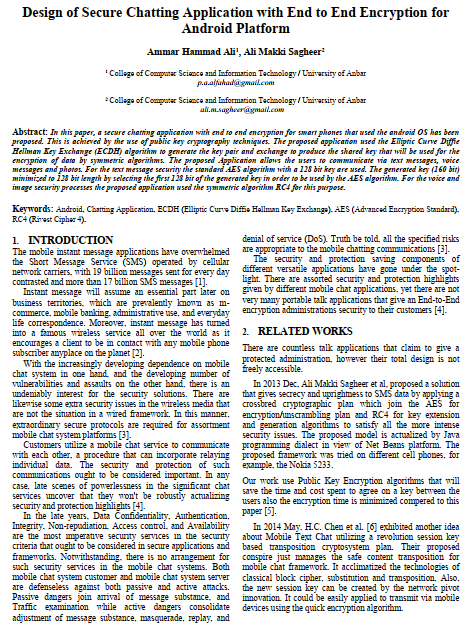 Design of Secure Chatting Application with End to End Encryption for
Android Platform
Ammar Hammad Ali¹, Ali Makki Sagheer²
¹ College of Computer Science and Information Technology / University of Anbar
p.a.alfahad@gmail.com
² College of Computer Science and Information Technology / University of Anbar
ali.m.sagheer@gmail.com
Abstract: In this paper, a secure chatting application with end to end encryption for smart phones that used the android OS has been
proposed. This is achieved by the use of public key cryptography techniques. The proposed application used the Elliptic Curve Diffie
Hellman Key Exchange (ECDH) algorithm to generate the key pair and exchange to produce the shared key that will be used for the
encryption of data by symmetric algorithms. The proposed Application allows the users to communicate via text messages, voice
messages and photos. For the text message security the standard AES algorithm with a 128 bit key are used. The generated key (160 bit)
minimized to 128 bit length by selecting the first 128 bit of the generated key in order to be used by the AES algorithm. For the voice and
image security processes the proposed application used the symmetric algorithm RC4 for this purpose.
Keywords: Android, Chatting Application, ECDH (Elliptic Curve Diffie Hellman Key Exchange), AES (Advanced Encryption Standard),
RC4 (Rivest Cipher 4).
1. INTRODUCTION
The mobile instant message applications have overwhelmed
the Short Message Service (SMS) operated by cellular
network carriers, with 19 billion messages sent for every day
contrasted and more than 17 billion SMS messages [1].
Instant message will assume an essential part later on
business territories, which are prevalently known as m-
commerce, mobile banking, administrative use, and everyday
life correspondence. Moreover, instant message has turned
into a famous wireless service all over the world as it
encourages a client to be in contact with any mobile phone
subscriber anyplace on the planet [2].
With the increasingly developing dependence on mobile
chat system in one hand, and the developing number of
vulnerabilities and assaults on the other hand, there is an
undeniably interest for the security solutions. There are
likewise some extra security issues in the wireless media that
are not the situation in a wired framework. In this manner,
extraordinary secure protocols are required for assortment
mobile chat system platforms [3].
Customers utilize a mobile chat service to communicate
with each other, a procedure that can incorporate relaying
individual data. The security and protection of such
communications ought to be considered important. In any
case, late scenes of powerlessness in the significant chat
services uncover that they won't be robustly actualizing
security and protection highlights [4].
In the late years, Data Confidentiality, Authentication,
Integrity, Non-repudiation, Access control, and Availability
are the most imperative security services in the security
criteria that ought to be considered in secure applications and
frameworks. Notwithstanding, there is no arrangement for
such security services in the mobile chat systems. Both
mobile chat system customer and mobile chat system server
are defenseless against both passive and active attacks.
Passive dangers join arrival of message substance, and
Traffic examination while active dangers consolidate
adjustment of message substance, masquerade, replay, and
denial of service (DoS). Truth be told, all the specified risks
are appropriate to the mobile chatting communications [3].
The security and protection saving components of
different versatile applications have gone under the spot-
light. There are assorted security and protection highlights
given by different mobile chat applications, yet there are not
very many portable talk applications that give an End-to-End
encryption administrations security to their customers [4].
2. RELATED WORKS
There are countless talk applications that claim to give a
protected administration, however their total design is not
freely accessible.
In 2013 Dec, Ali Makki Sagheer et al, proposed a solution
that gives secrecy and uprightness to SMS data by applying a
crossbred cryptographic plan which join the AES for
encryption/unscrambling plan and RC4 for key extension
and generation algorithms to satisfy all the more intense
security issues. The proposed model is actualized by Java
programming dialect in view of Net Beans platform. The
proposed framework was tried on different cell phones, for
example, the Nokia 5233.
Our work use Public Key Encryption algorithms that will
save the time and cost spent to agree on a key between the
users also the encryption time is minimized compered to this
paper [5].
In 2014 May, H.C. Chen et al. [6] exhibited another idea
about Mobile Text Chat utilizing a revolution session key
based transposition cryptosystem plan. Their proposed
conspire just manages the safe content transposition for
mobile chat framework. It acclimatized the technologies of
classical block cipher, substitution and transposition. Also,
the new session key can be created by the network pivot
innovation. It could be easily applied to transmit via mobile
devices using the quick encryption algorithm.